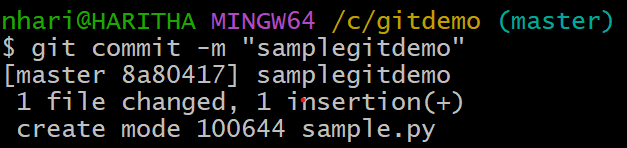 nhari@HARITHA MINGW64 /c/gitdemo (master)
$ git commit -m "samplegitdemo"
[master 8a80417] samplegitdemo
 1 file changed, 1 insertion(+)
 create mode 100644 sample.py